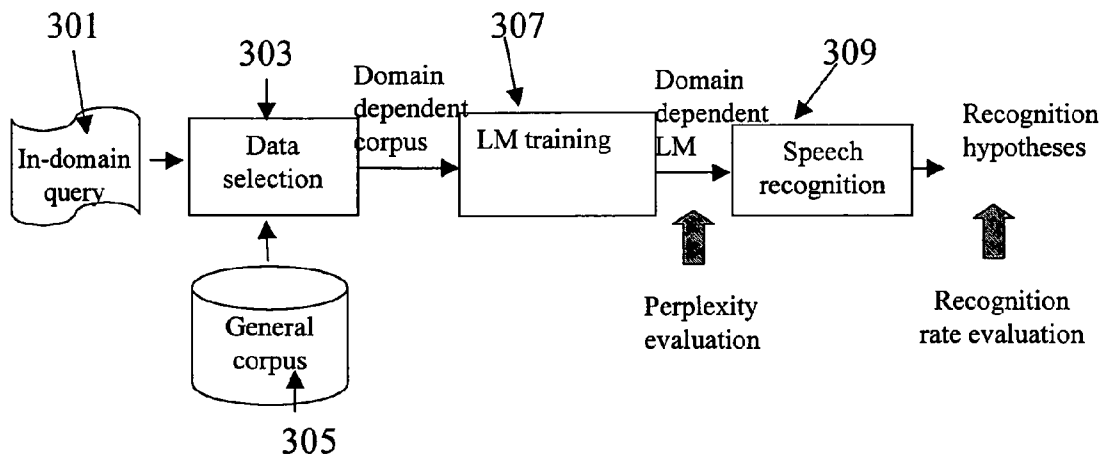 301
303
307
309
Domain
dependent
corpus
Domain
dependent
LM
In-domain
query
Data
selection
LM training
Speech
recognition
Recognition
hypotheses
General
corpus
305
Perplexity
evaluation
Recognition
rate evaluation